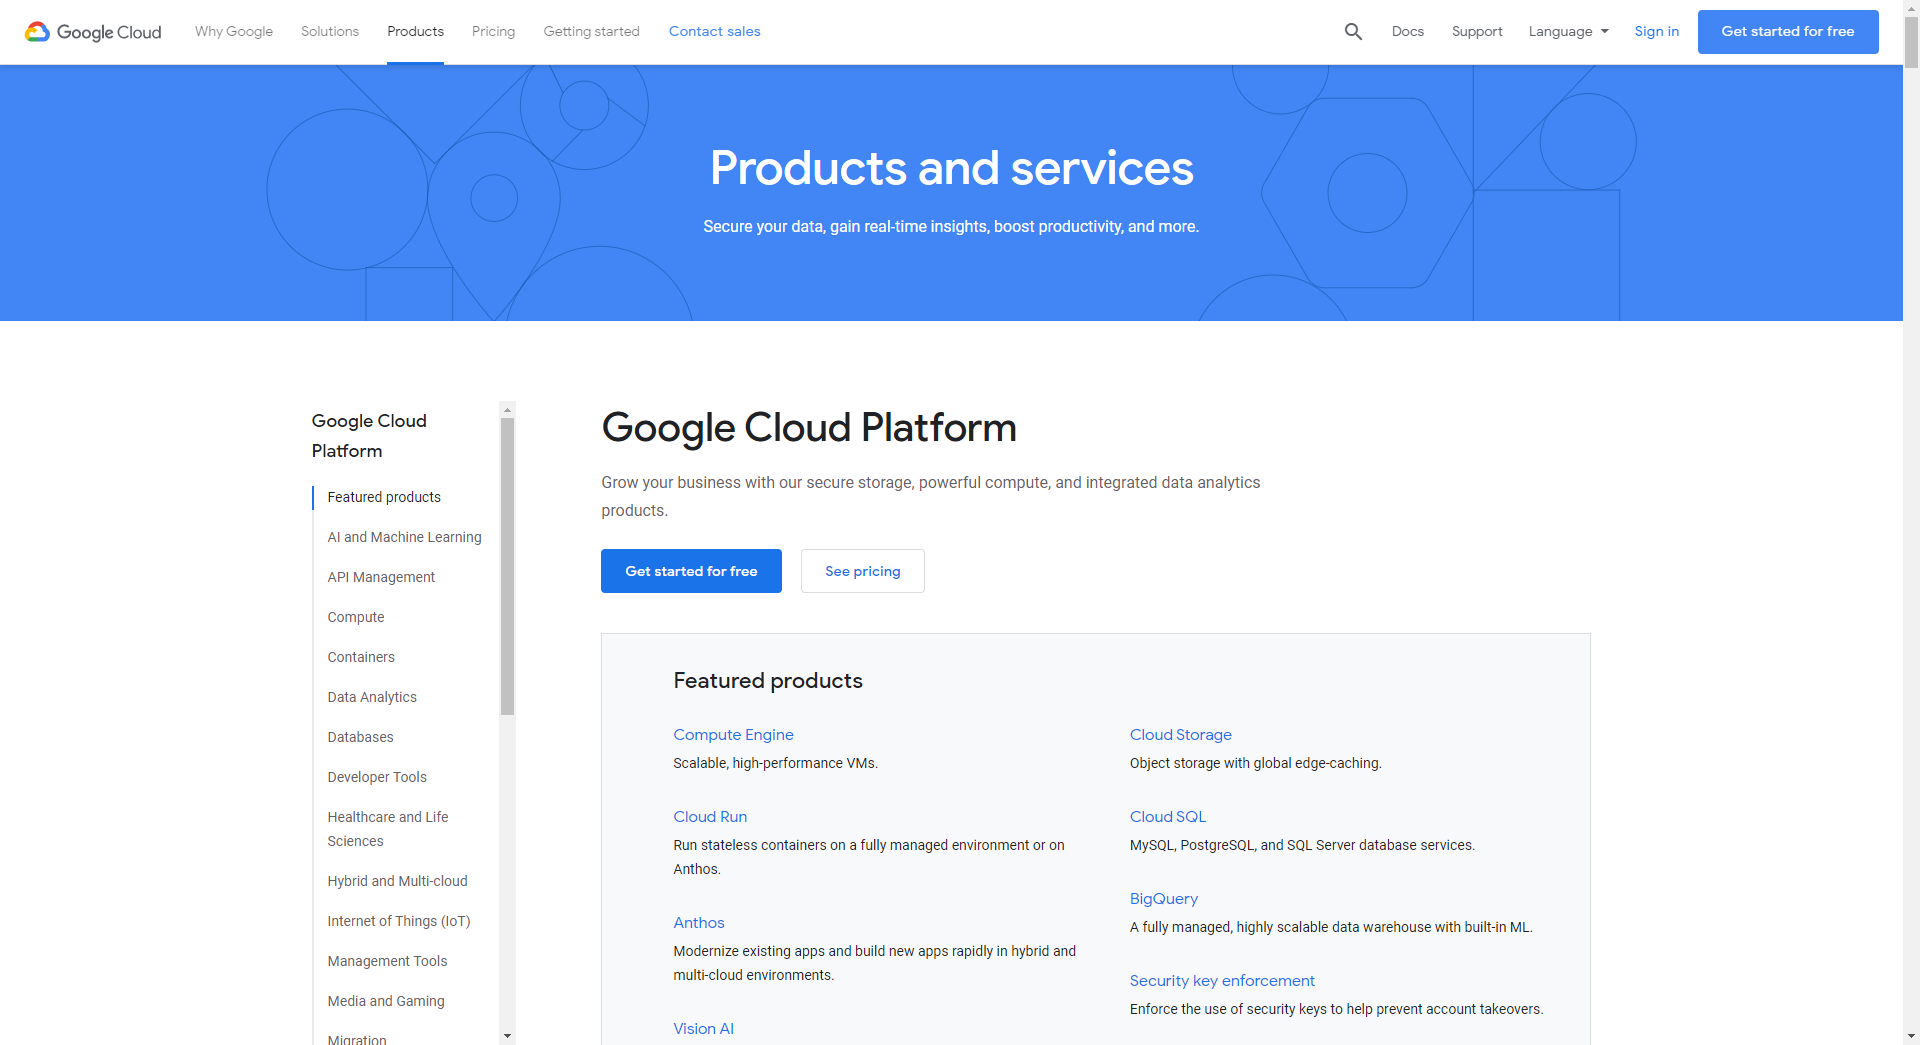 Google Cloud
Why Google
Solutions
Products
Pricing
Getting started
Contact sales
Docs
Support
Language
Sign in
Get started for free
Products and services
Secure your data, gain real-time insights, boost productivity, and more.
Google Cloud
Platform
Featured products
AI and Machine Learning
API Management
Compute
Containers
Data Analytics
Databases
Developer Tools
Healthcare and Life
Sciences
Hybrid and Multi-cloud
Internet of Things (IoT)
Management Tools
Media and Gaming
Migration
Google Cloud Platform
Grow your business with our secure storage, powerful compute, and integrated data analytics
products.
Get started for free
See pricing
Featured products
Compute Engine
Scalable, high-performance VMs.
Cloud Run
Run stateless containers on a fully managed environment or on
Anthos.
Anthos
Modernize existing apps and build new apps rapidly in hybrid and
multi-cloud environments.
Vision AI
Cloud Storage
Object storage with global edge-caching.
Cloud SQL
MySQL, PostgreSQL, and SQL Server database services.
BigQuery
A fully managed, highly scalable data warehouse with built-in ML.
Security key enforcement
Enforce the use of security keys to help prevent account takeovers.